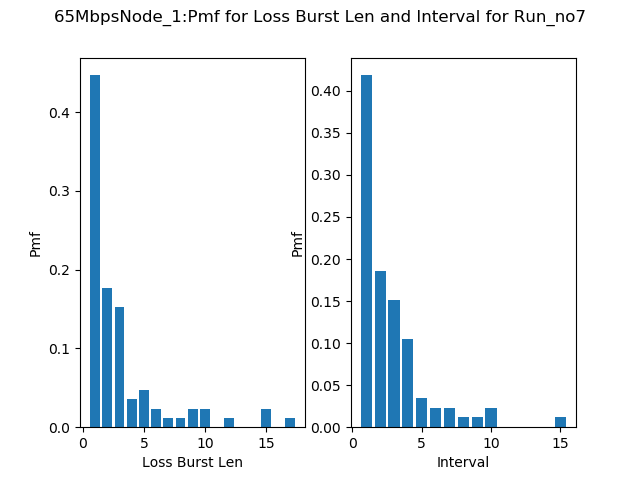 65MbpsNode_1:Pmf for Loss Burst Len and Interval for Run_no7
Pmf
0.4
0.3
0.2
0.1
0.0
0 5 10 15
Loss Burst Len
Pmf
0.40
0.35
0.30
0.25
0.20
0.15
0.10
0.05
0.00
0 5 10 15
Interval